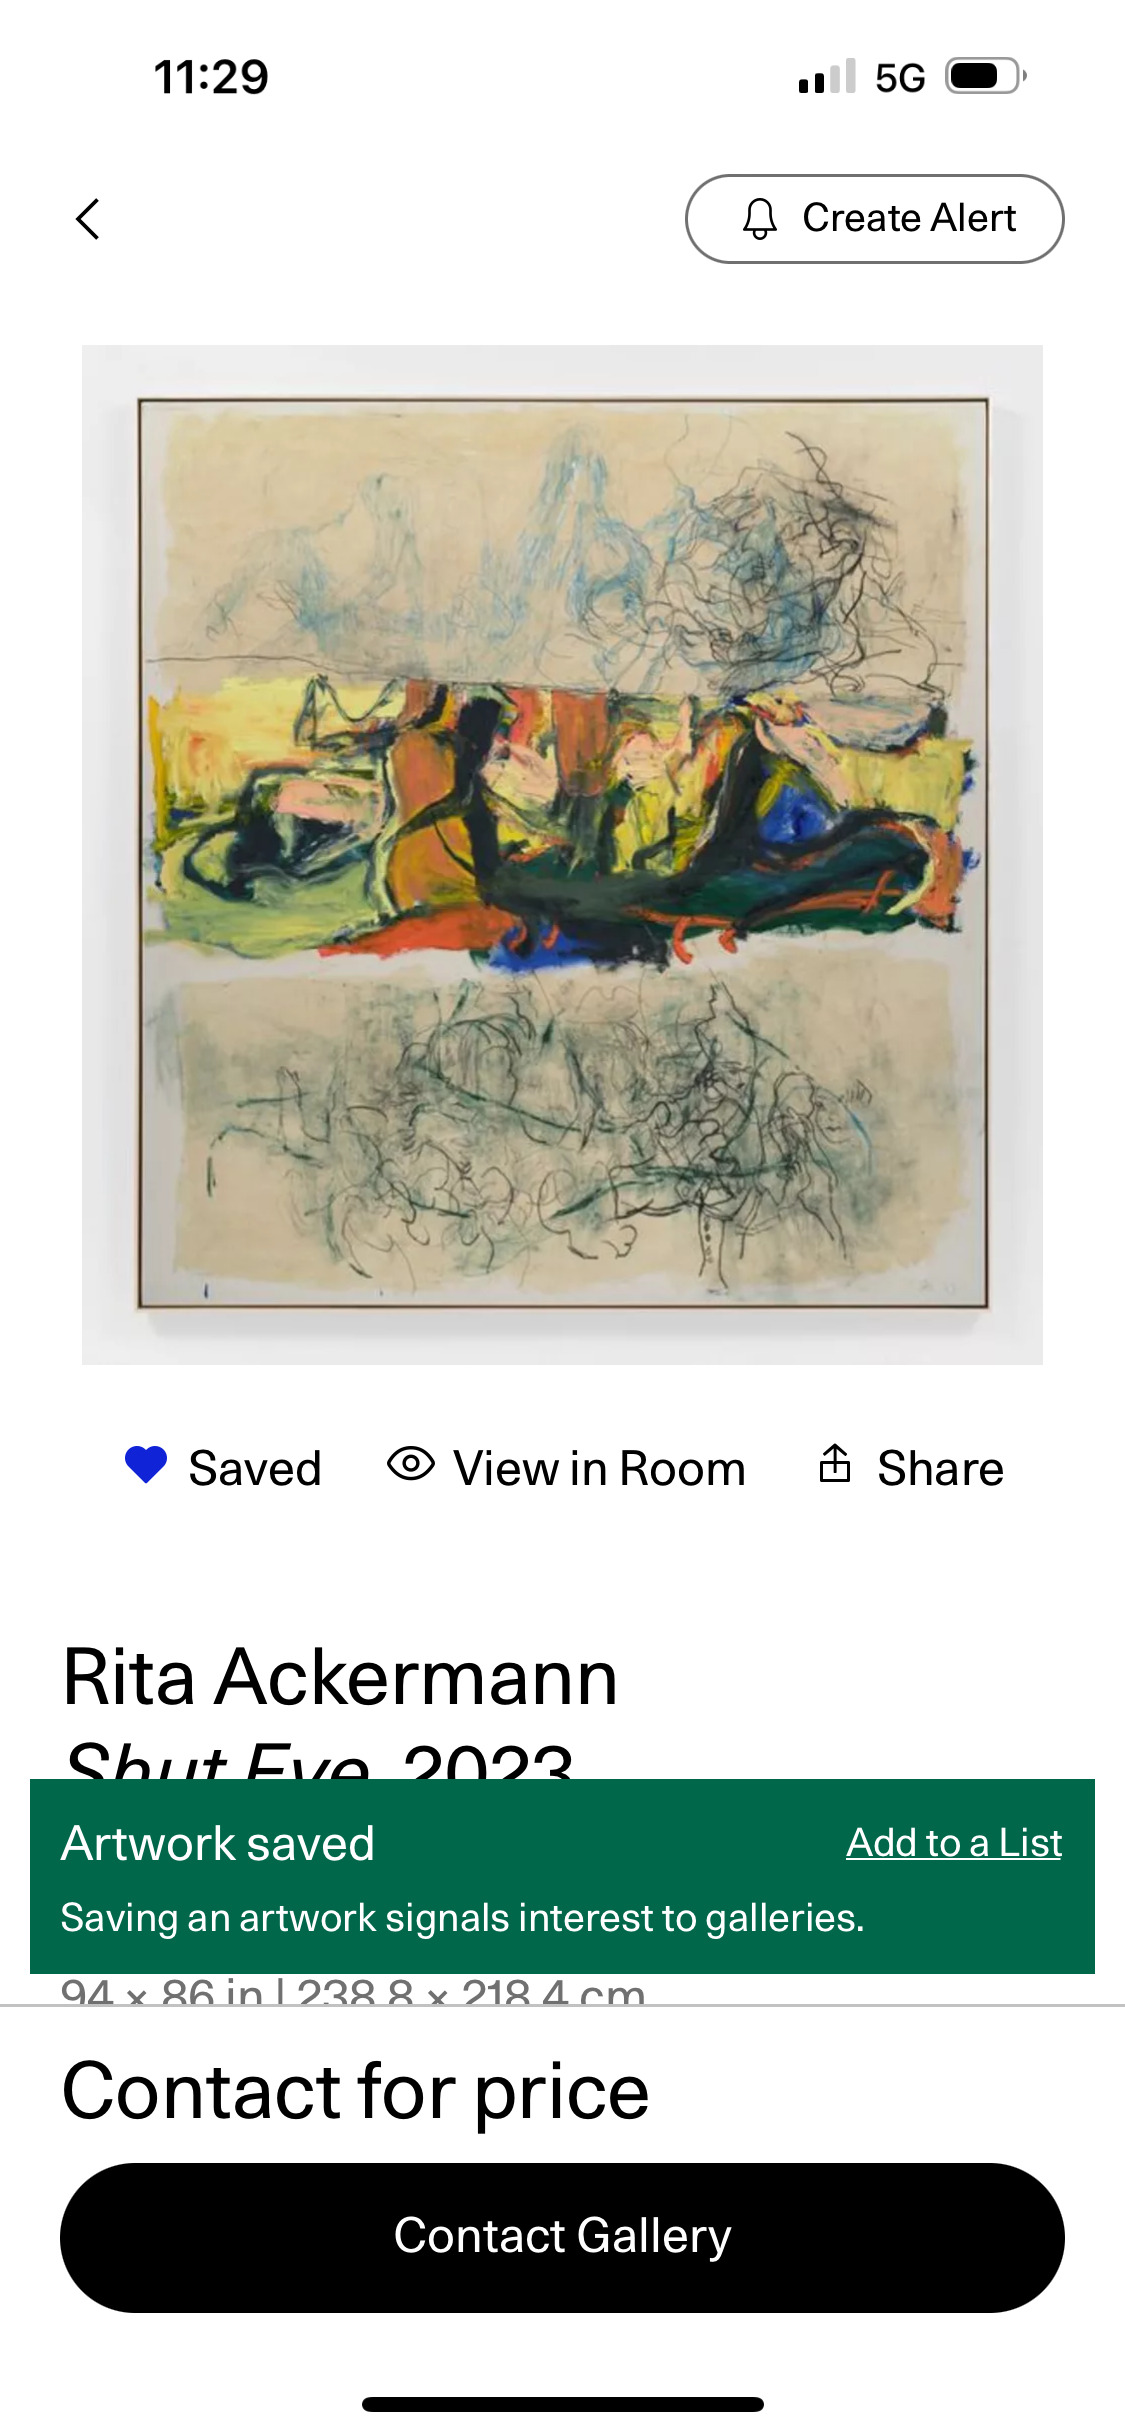 11:29
5G
Create Alert
Saved
View in Room
Share
Rita Ackermann
Shut Eye, 2023
Artwork saved
Add to a List
Saving an artwork signals interest to galleries.
94 × 86 in | 238.8 × 218.4 cm
Contact for price
Contact Gallery